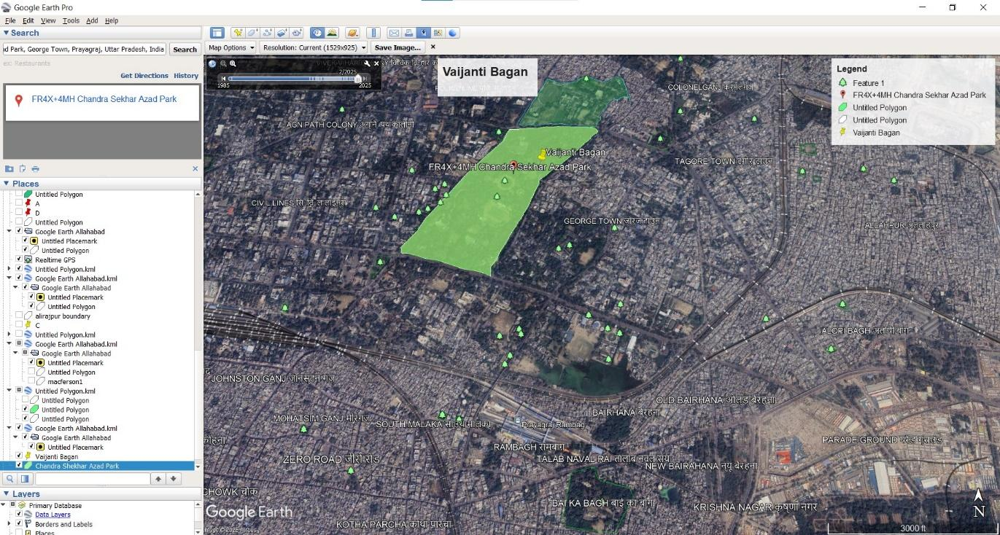 Google Earth Pro
File Edit View Tools Add Help
Search
d Park, George Town, Prayagraj, Uttar Pradesh, India Search
ex: Restaurants
Get Directions History
FR4X+4MH Chandra Sekhar Azad Park
Places
Untitled Polygon
A
D
Untitled Polygon
Google Earth Allahabad
Untitled Placemark
Untitled Polygon
Realtime GPS
Untitled Polygon.kml
Google Earth Allahabad.kml
Google Earth Allahabad
Untitled Placemark
Untitled Polygon
alirajpur boundary
C
Untitled Polygon.kml
Google Earth Allahabad.kml
Google Earth Allahabad
Untitled Placemark
Untitled Polygon
macferson1
Untitled Polygon.kml
Untitled Polygon
Untitled Polygon
Untitled Polygon
Google Earth Allahabad.kml
Google Earth Allahabad
Untitled Placemark
Vaijanti Bagan
Chandra Shekhar Azad Park
Layers
Primary Database
Data Layers
Borders and Labels
Places
Map Options Resolution: Current (1529x925) Save Image...
2/2025
1985 2025
Vaijanti Bagan
Legend
Feature 1
FR4X+4MH Chandra Sekhar Azad Park
Untitled Polygon
Untitled Polygon
Vaijanti Bagan
COLONELGANJ
AGNIPATH COLONY
Vaijanti Bagan
TAGORE TOWN टैगोर टाउन
FR4X+4MH Chandra Sekhar Azad Park
CIVIL LINES सिविल लाइन्स
GEORGE TOWN जॉर्ज टाउन
ALLAHPUR
ALOPI BAGH अलोपी बाग
JOHNSTON GANJ जॉनस्टन गंज
OLD BAIRHANA ओल्ड बैरहना
BAIRHANA बैरहना
MOHATSIM GANJ
SOUTH MALAKA साउथ मलाका
Prayagraj Rambag
RAMBAGH रामबाग
PARADE GROUND परेड ग्राउंड
ZERO ROAD जीरो रोड
TALAB NAVAL RAI तालाब नवल राय
NEW BAIRAHANA न्यू बैरहना
CHOWK चौक
BAI KA BAGH बाई का बाग
KRISHNA NAGAR कृष्णा नगर
Google Earth
KOTHA PARCHA कोठा पारचा
Image © 2025 Airbus
N
3000 ft